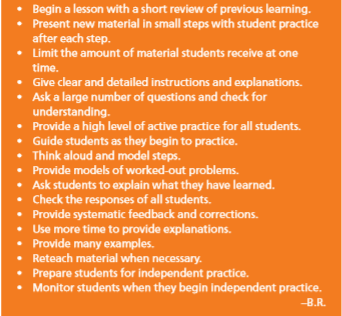 • Begin a lesson with a short review of previous learning.
• Present new material in small steps with student practice
after each step.
• Limit the amount of material students receive at one
time.
• Give clear and detailed instructions and explanations.
• Ask a large number of questions and check for
understanding.
• Provide a high level of active practice for all students.
• Guide students as they begin to practice.
• Think aloud and model steps.
• Provide models of worked-out problems.
• Ask students to explain what they have learned.
• Check the responses of all students.
• Provide systematic feedback and corrections.
• Use more time to provide explanations.
• Provide many examples.
• Reteach material when necessary.
• Prepare students for independent practice.
• Monitor students when they begin independent practice.
–B.R.